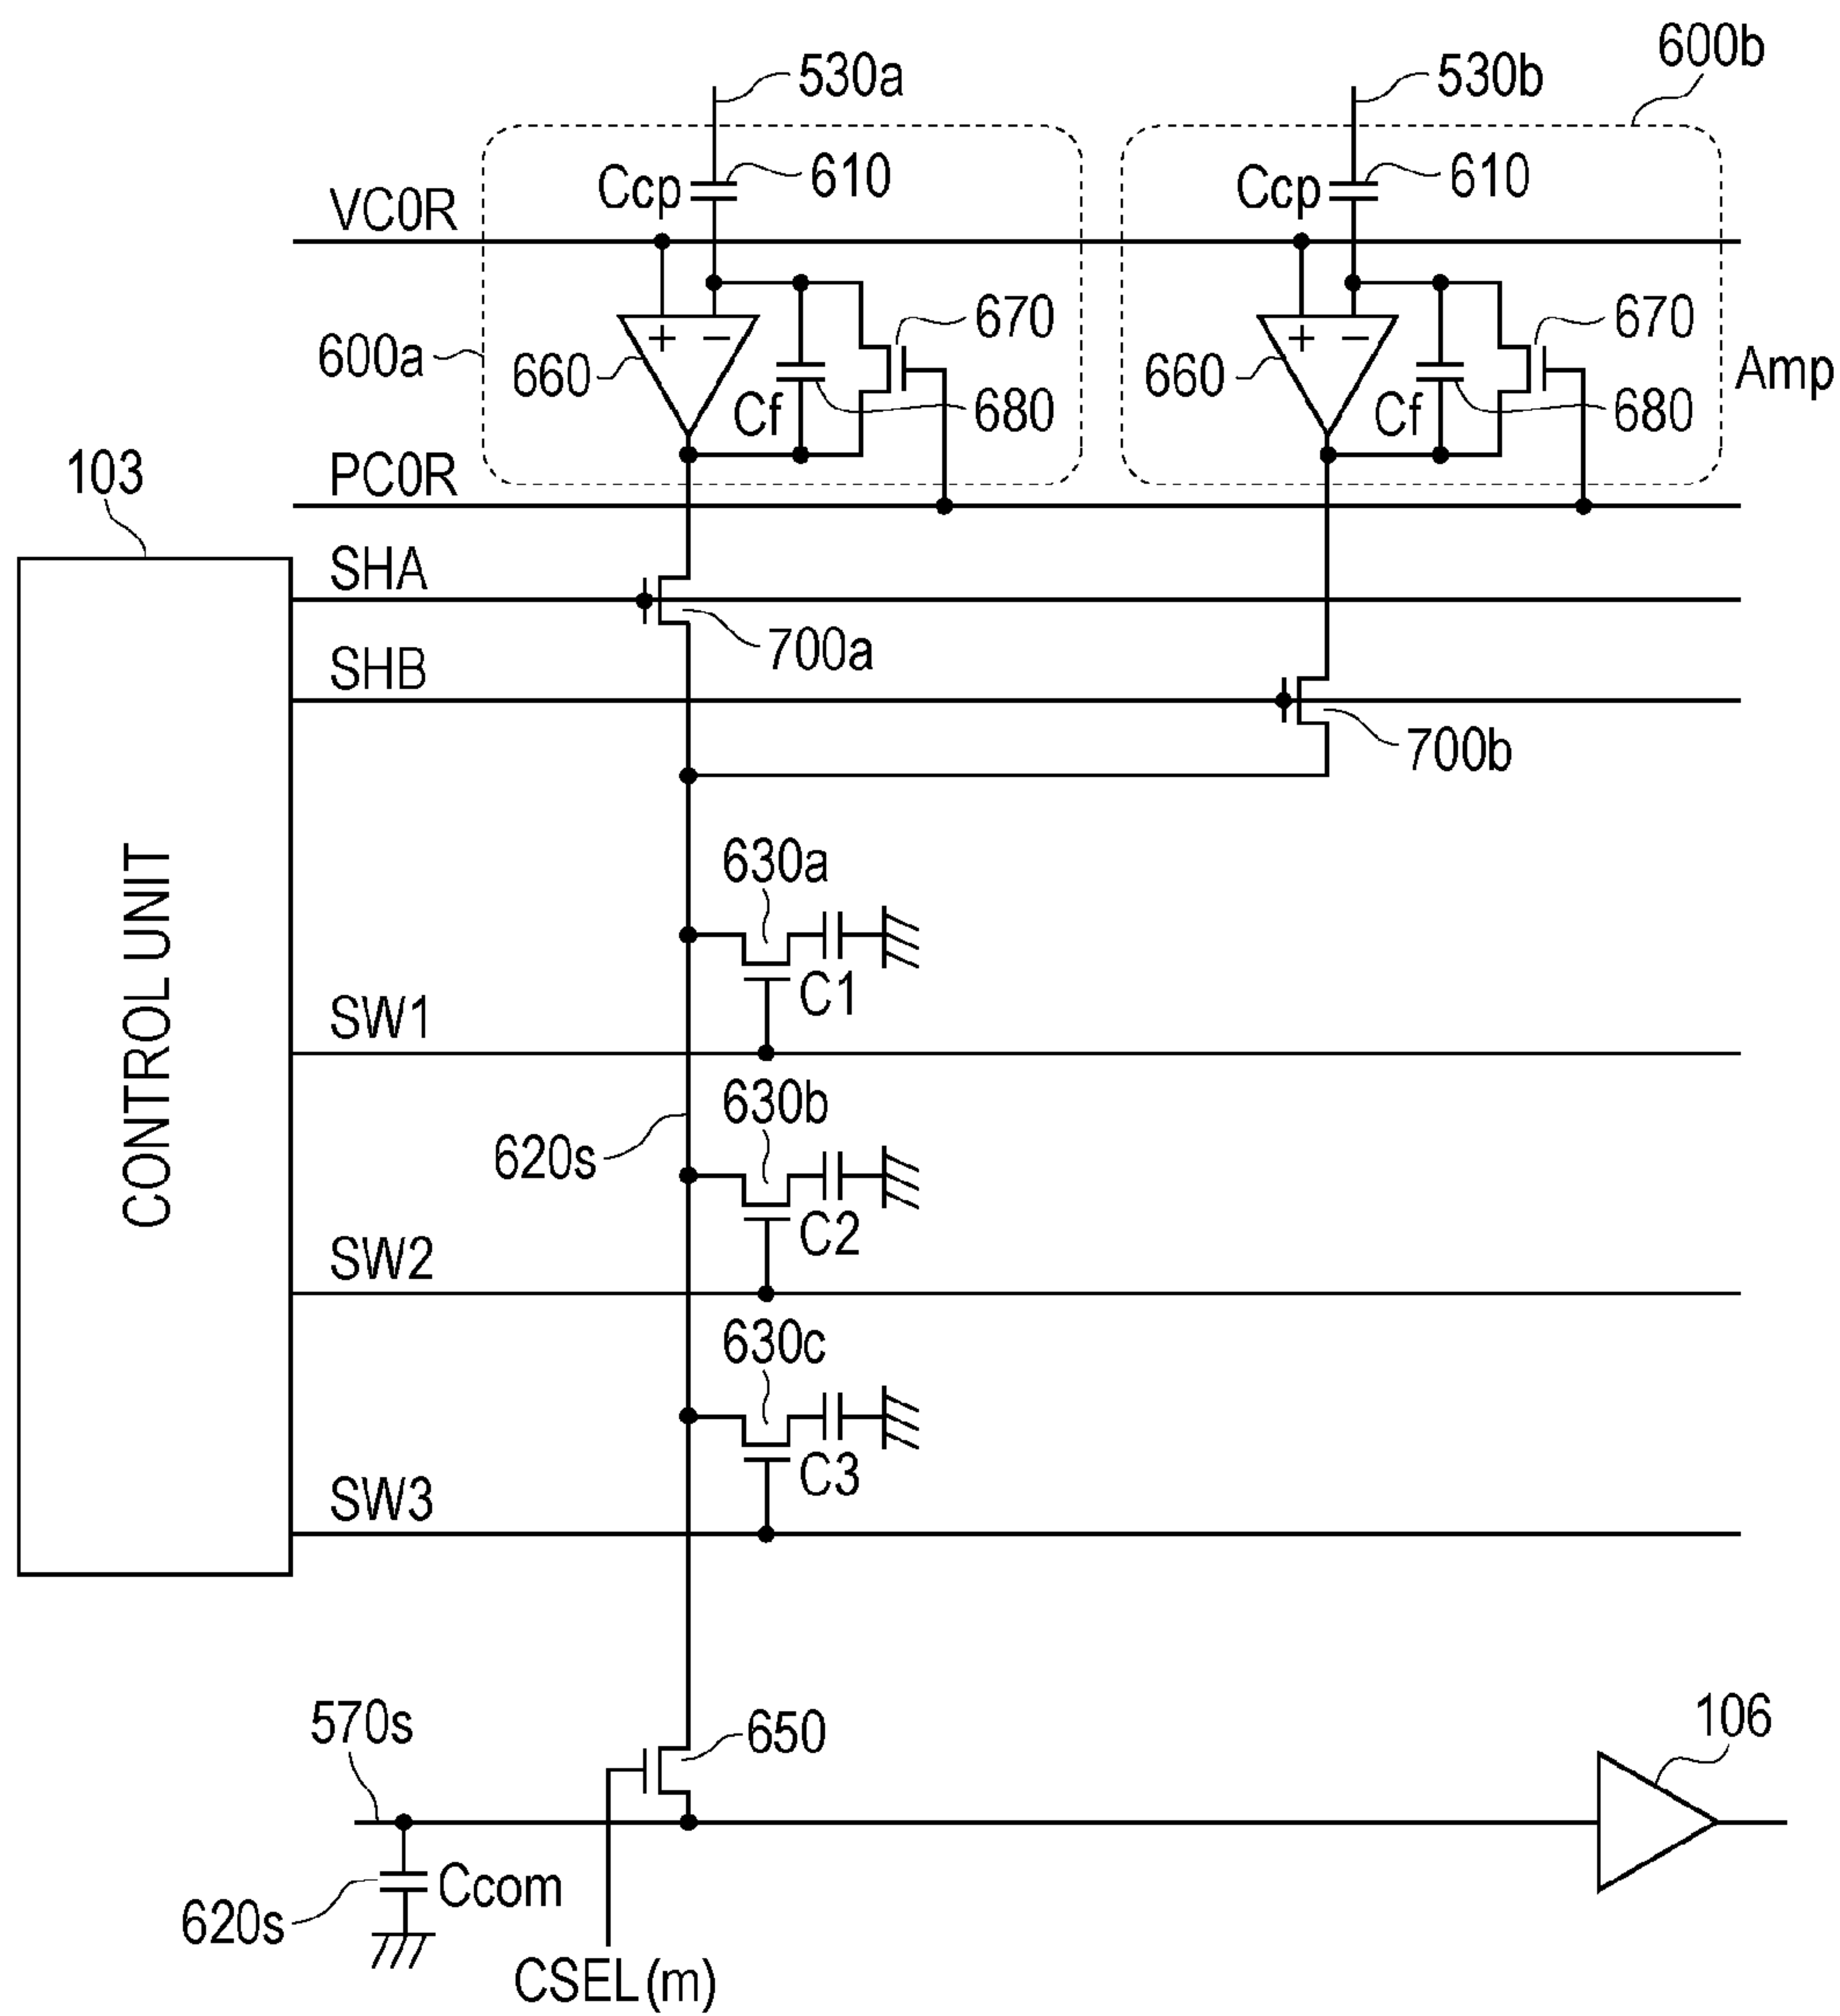 600b
530a
530b
Ccp
610
Ccp
610
VC0R
+
−
+
−
670
670
600a
660
660
Amp
Cf
680
Cf
680
103
PC0R
SHA
700a
SHB
700b
CONTROL UNIT
630a
C1
SW1
630b
620s
C2
SW2
630c
C3
SW3
570s
650
106
Ccom
620s
CSEL(m)